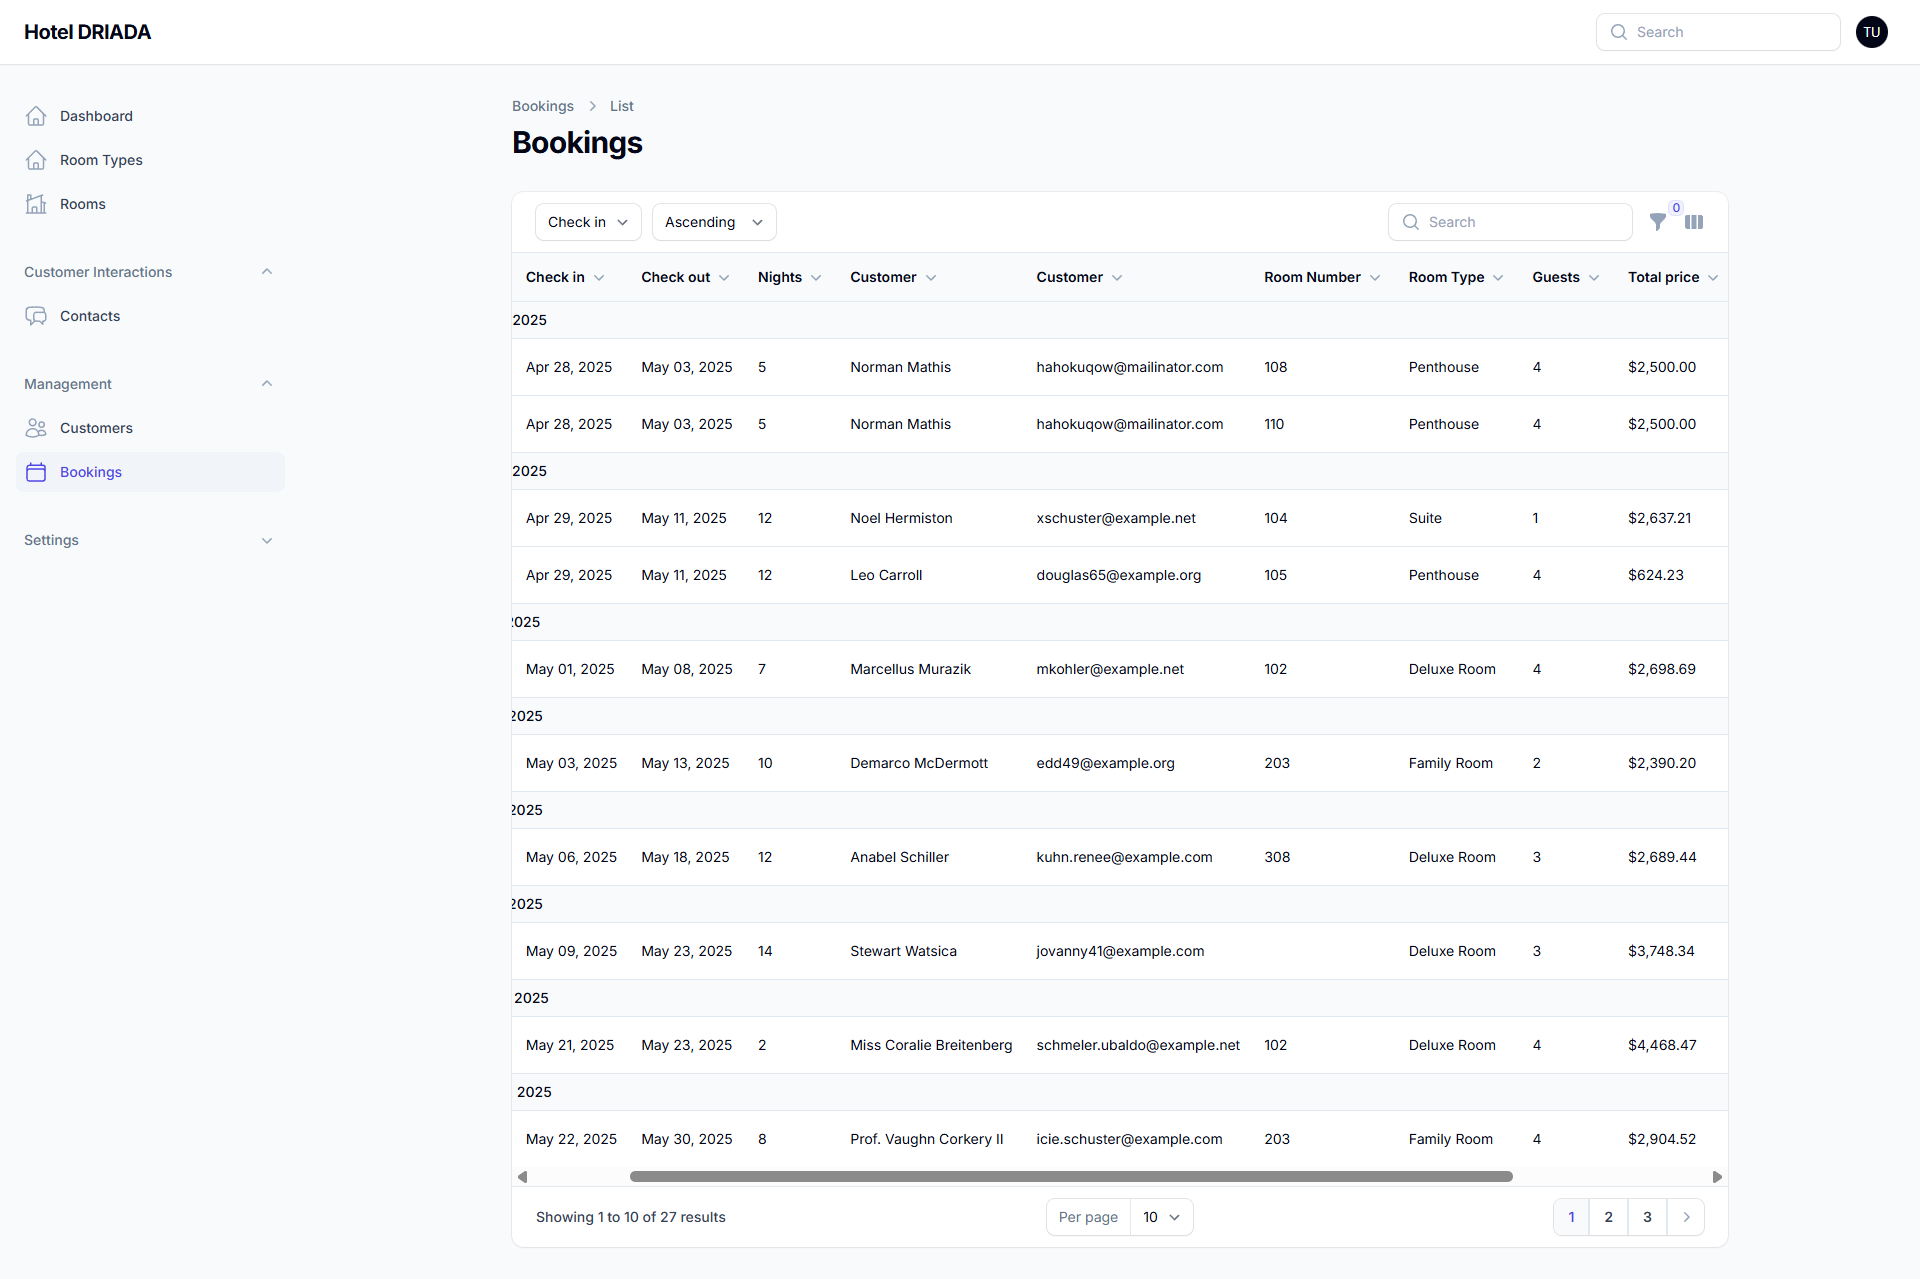 Hotel DRIADA
Search
TU
Dashboard
Room Types
Rooms
Customer Interactions
Contacts
Management
Customers
Bookings
Settings
Bookings > List
Bookings
Check in
Ascending
Search
0
Check in Check out Nights Customer Customer Room Number Room Type Guests Total price
2025
Apr 28, 2025 May 03, 2025 5 Norman Mathis hahokuqow@mailinator.com 108 Penthouse 4 $2,500.00
Apr 28, 2025 May 03, 2025 5 Norman Mathis hahokuqow@mailinator.com 110 Penthouse 4 $2,500.00
2025
Apr 29, 2025 May 11, 2025 12 Noel Hermiston xschuster@example.net 104 Suite 1 $2,637.21
Apr 29, 2025 May 11, 2025 12 Leo Carroll douglas65@example.org 105 Penthouse 4 $624.23
2025
May 01, 2025 May 08, 2025 7 Marcellus Murazik mkohler@example.net 102 Deluxe Room 4 $2,698.69
2025
May 03, 2025 May 13, 2025 10 Demarco McDermott edd49@example.org 203 Family Room 2 $2,390.20
2025
May 06, 2025 May 18, 2025 12 Anabel Schiller kuhn.renee@example.com 308 Deluxe Room 3 $2,689.44
2025
May 09, 2025 May 23, 2025 14 Stewart Watsica jovanny41@example.com Deluxe Room 3 $3,748.34
2025
May 21, 2025 May 23, 2025 2 Miss Coralie Breitenberg schmeler.ubaldo@example.net 102 Deluxe Room 4 $4,468.47
2025
May 22, 2025 May 30, 2025 8 Prof. Vaughn Corkery II icie.schuster@example.com 203 Family Room 4 $2,904.52
Showing 1 to 10 of 27 results
Per page 10
1 2 3